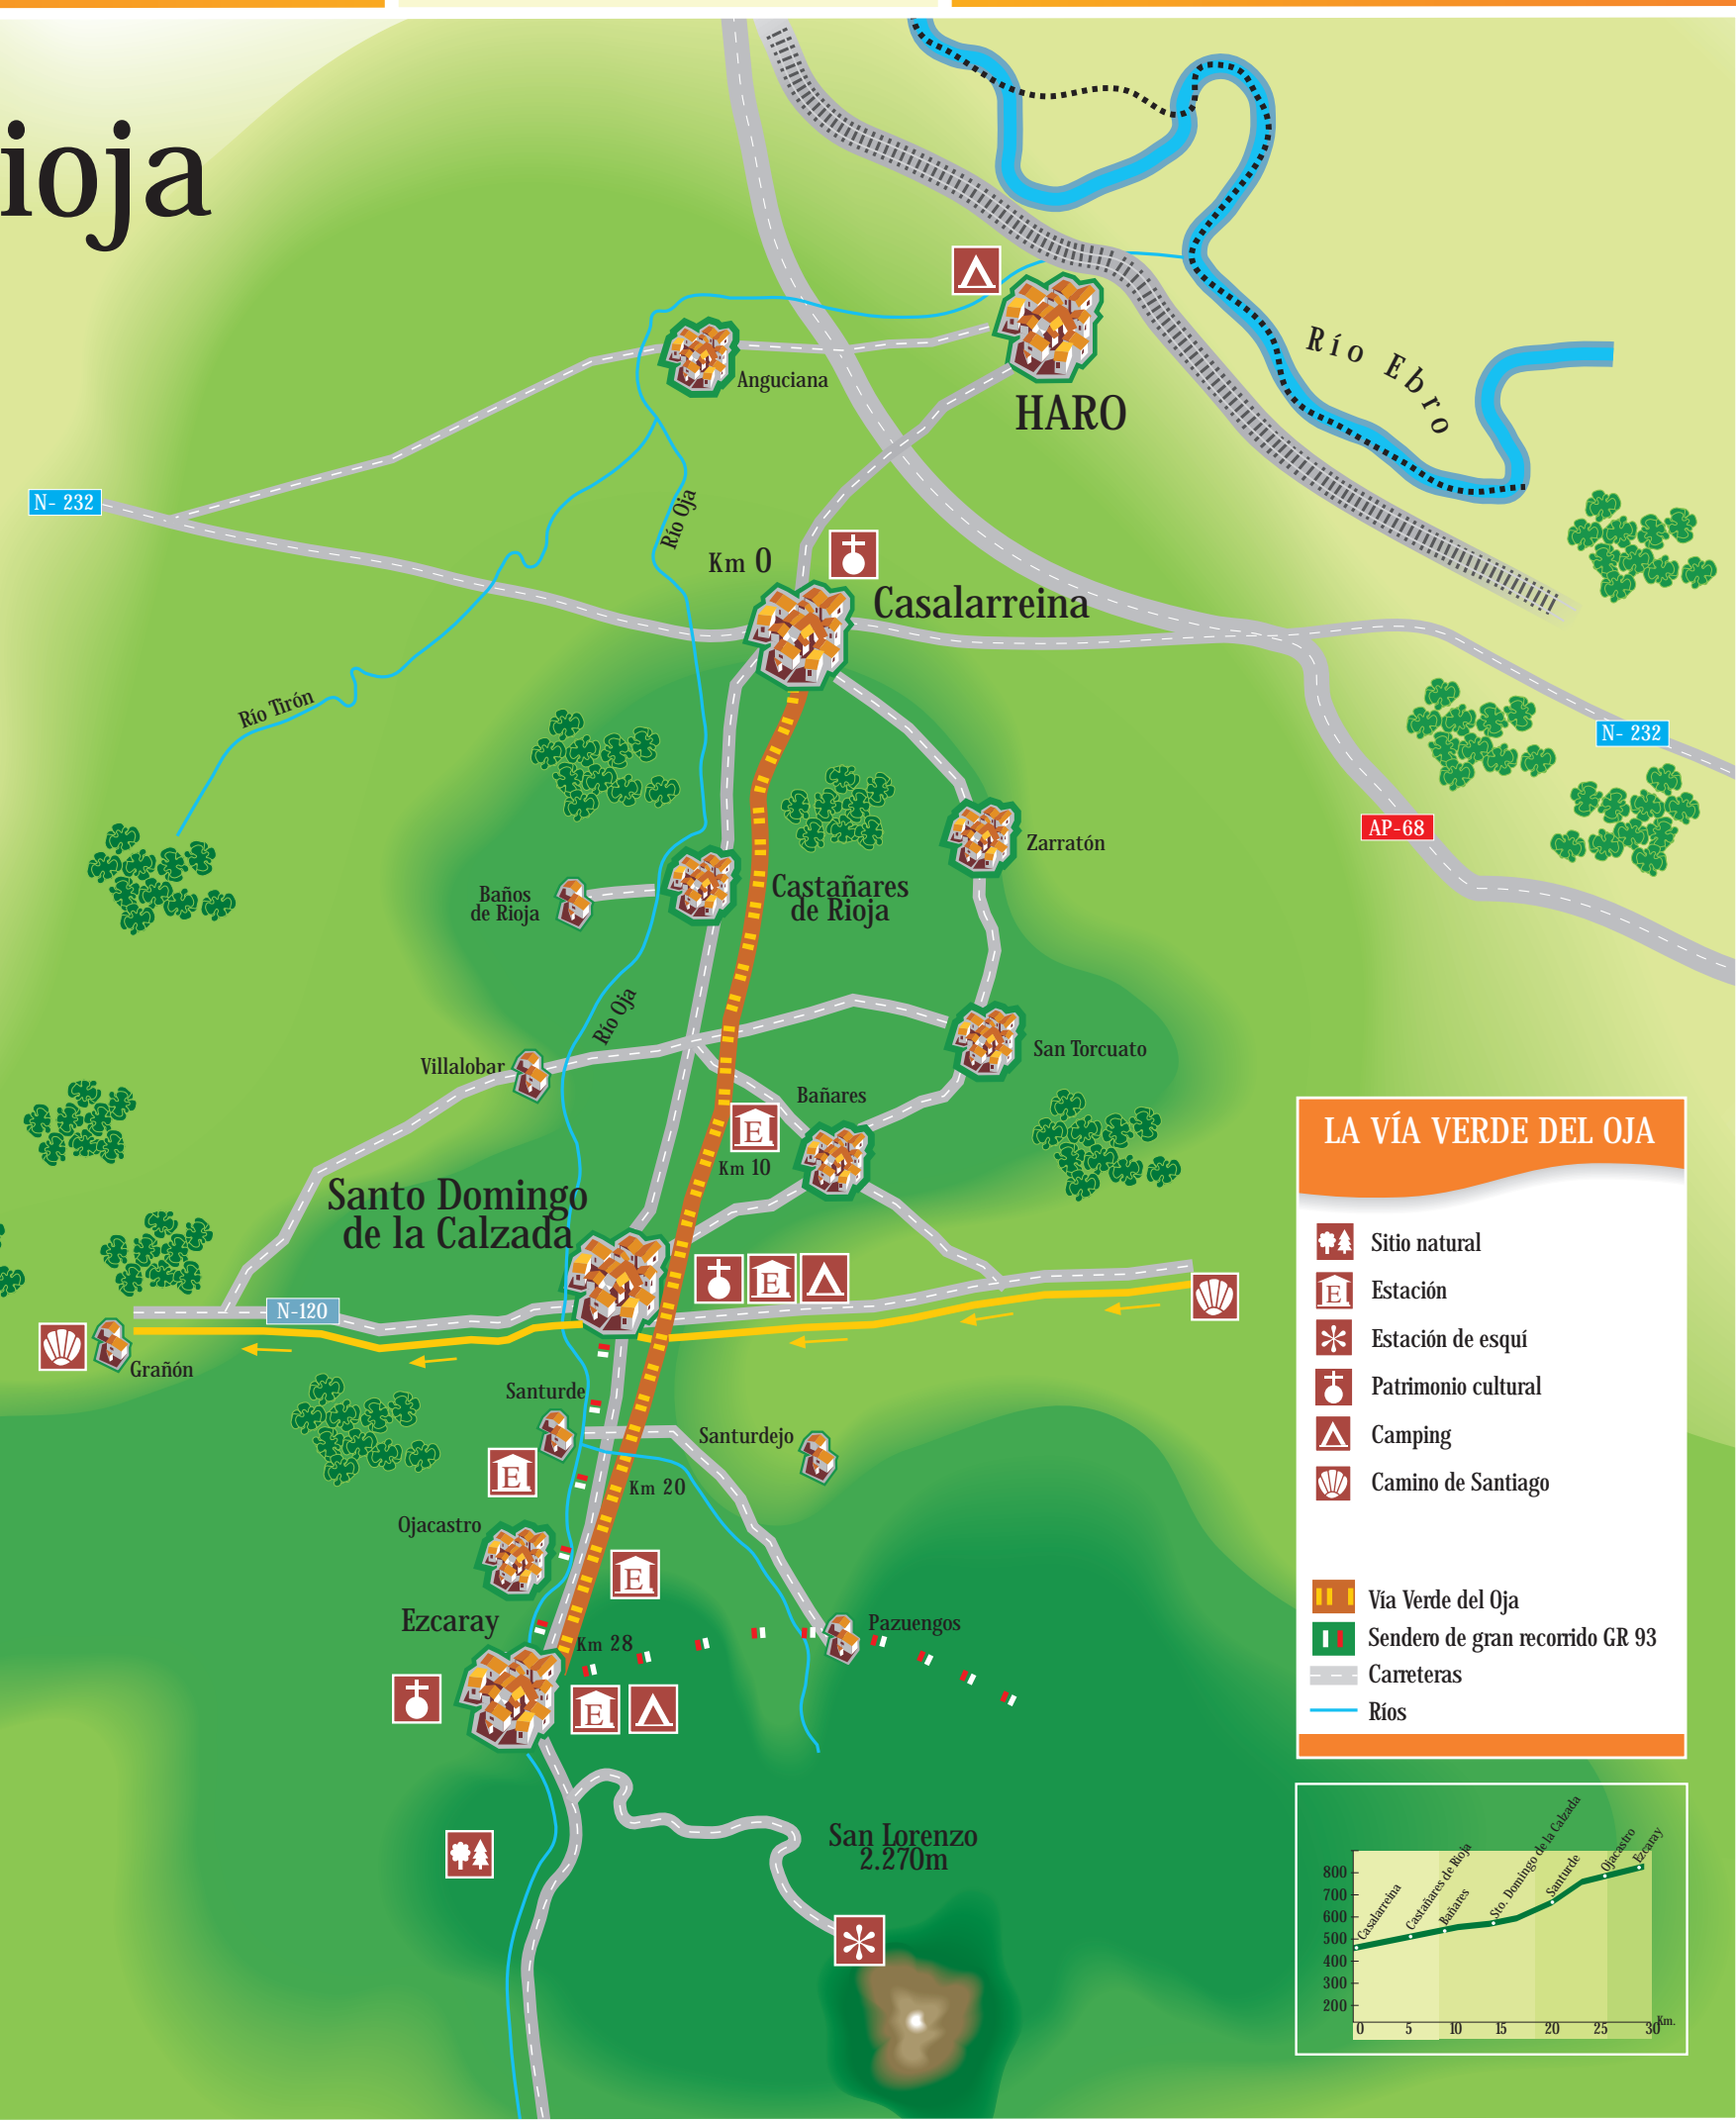 ioja
Río Ebro
Anguciana
HARO
N- 232
Río Oja
Km 0
Casalarreina
Río Tirón
N- 232
AP-68
Zarratón
Baños
de Rioja
Castañares
de Rioja
Río Oja
Villalobar
San Torcuato
Bañares
E
Km 10
Santo Domingo
de la Calzada
E
N-120
Grañón
Santurde
Santurdejo
E
Km 20
Ojacastro
E
Ezcaray
Km 28
Pazuengos
E
San Lorenzo
2.270m
LA VÍA VERDE DEL OJA
Sitio natural
E
Estación
Estación de esquí
Patrimonio cultural
Camping
Camino de Santiago
Vía Verde del Oja
Sendero de gran recorrido GR 93
Carreteras
Ríos
800
700
600
500
400
300
200
Casalarreina
Castañares de Rioja
Bañares
Sto. Domingo de la Calzada
Santurde
Ojacastro
Ezcaray
0 5 10 15 20 25 30 Km.